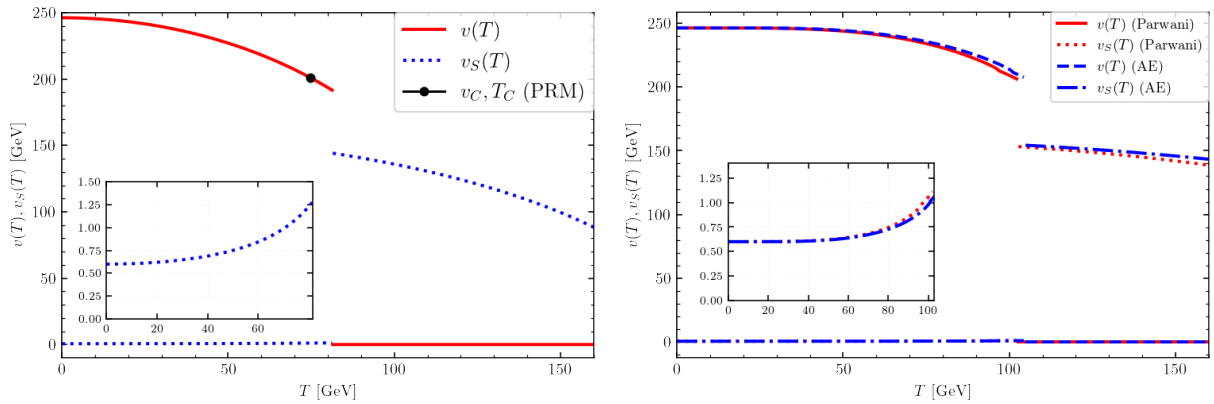 250
200
150
100
50
0
v(T), v_S(T) [GeV]
v(T)
v_S(T)
v_C, T_C (PRM)
1.50
1.25
1.00
0.75
0.50
0.25
0.00
0 20 40 60
0 50 100 150
T [GeV]
250
200
150
100
50
0
v(T), v_S(T) [GeV]
v(T) (Parwani)
v_S(T) (Parwani)
v(T) (AE)
v_S(T) (AE)
1.25
1.00
0.75
0.50
0.25
0.00
0 20 40 60 80 100
0 50 100 150
T [GeV]